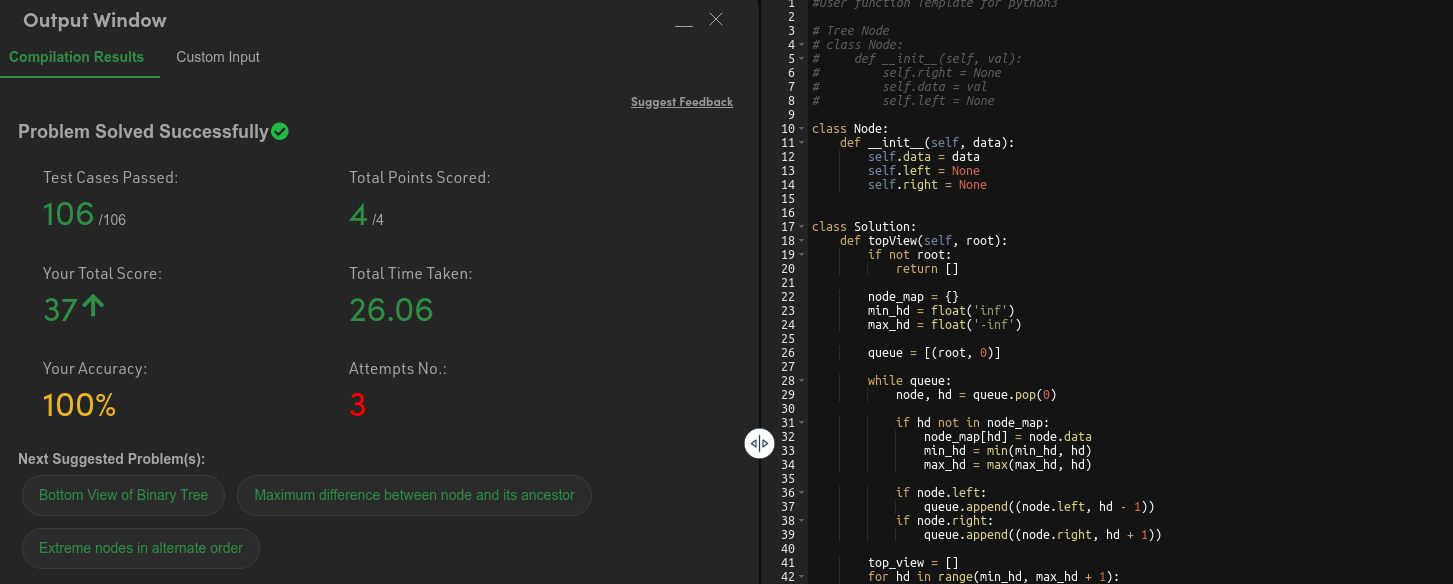 Output Window
Compilation Results
Custom Input
Suggest Feedback
Problem Solved Successfully
Test Cases Passed:
106 /106
Total Points Scored:
4 /4
Your Total Score:
37
Total Time Taken:
26.06
Your Accuracy:
100%
Attempts No.:
3
Next Suggested Problem(s):
Bottom View of Binary Tree
Maximum difference between node and its ancestor
Extreme nodes in alternate order
1 #User function Template for python3
2
3 # Tree Node
4 # class Node:
5 #     def __init__(self, val):
6 #         self.right = None
7 #         self.data = val
8 #         self.left = None
9
10 class Node:
11     def __init__(self, data):
12         self.data = data
13         self.left = None
14         self.right = None
15
16
17 class Solution:
18     def topView(self, root):
19         if not root:
20             return []
21
22         node_map = {}
23         min_hd = float('inf')
24         max_hd = float('-inf')
25
26         queue = [(root, 0)]
27
28         while queue:
29             node, hd = queue.pop(0)
30
31             if hd not in node_map:
32                 node_map[hd] = node.data
33                 min_hd = min(min_hd, hd)
34                 max_hd = max(max_hd, hd)
35
36             if node.left:
37                 queue.append((node.left, hd - 1))
38             if node.right:
39                 queue.append((node.right, hd + 1))
40
41         top_view = []
42         for hd in range(min_hd, max_hd + 1):